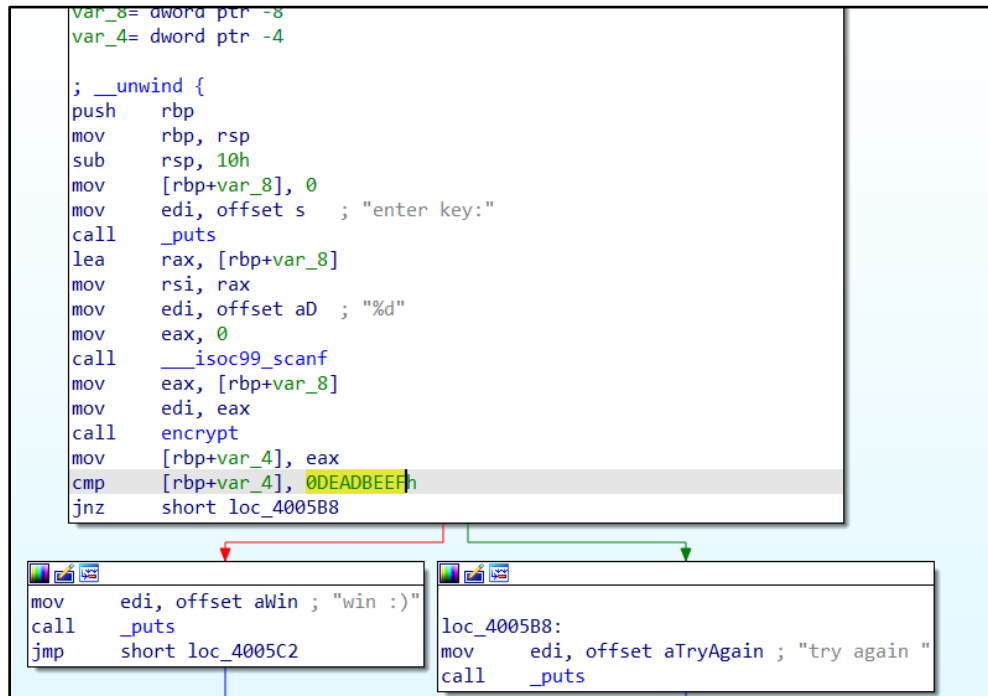 var_8= dword ptr -8
var_4= dword ptr -4
; __unwind {
push    rbp
mov     rbp, rsp
sub     rsp, 10h
mov     [rbp+var_8], 0
mov     edi, offset s   ; "enter key:"
call    _puts
lea     rax, [rbp+var_8]
mov     rsi, rax
mov     edi, offset aD  ; "%d"
mov     eax, 0
call    ___isoc99_scanf
mov     eax, [rbp+var_8]
mov     edi, eax
call    encrypt
mov     [rbp+var_4], eax
cmp     [rbp+var_4], 0DEADBEEFh
jnz     short loc_4005B8
mov     edi, offset aWin ; "win :)"
call    _puts
jmp     short loc_4005C2
loc_4005B8:
mov     edi, offset aTryAgain ; "try again "
call    _puts